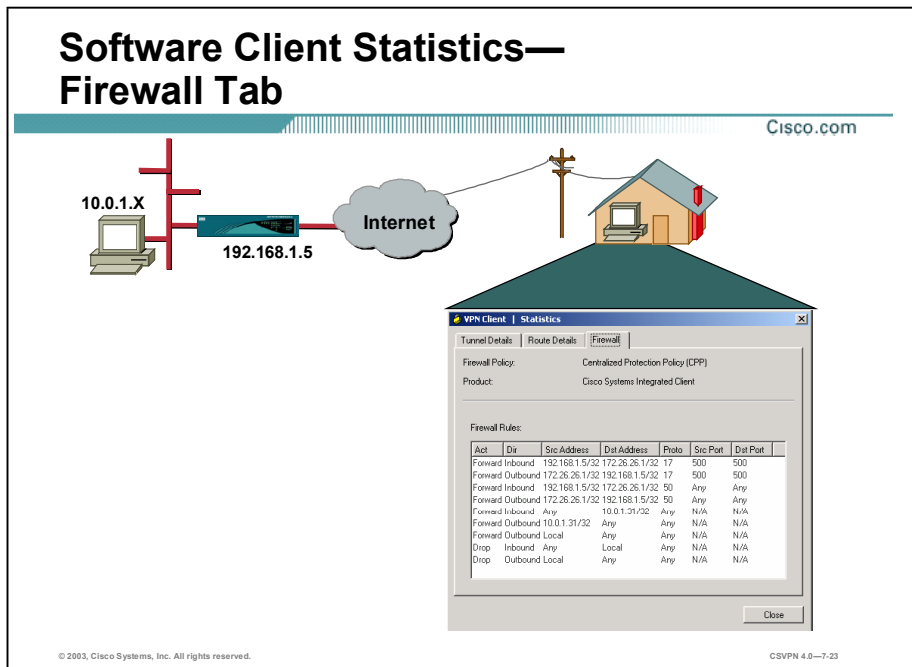 Software Client Statistics—
Firewall Tab
Cisco.com
10.0.1.X
192.168.1.5
Internet
VPN Client | Statistics
Tunnel Details Route Details Firewall
Firewall Policy: Centralized Protection Policy (CPP)
Product: Cisco Systems Integrated Client
Firewall Rules:
Act Dir Src Address Dst Address Proto Src Port Dst Port
Forward Inbound 192.168.1.5/32 172.26.26.1/32 17 500 500
Forward Outbound 172.26.26.1/32 192.168.1.5/32 17 500 500
Forward Inbound 192.168.1.5/32 172.26.26.1/32 50 Any Any
Forward Outbound 172.26.26.1/32 192.168.1.5/32 50 Any Any
Forward Inbound Any 10.0.1.31/32 Any N/A N/A
Forward Outbound 10.0.1.31/32 Any Any N/A N/A
Forward Outbound Local Any Any N/A N/A
Drop Inbound Any Local Any N/A N/A
Drop Outbound Local Any Any N/A N/A
Close
© 2003, Cisco Systems, Inc. All rights reserved.
CSVPN 4.0—7-23